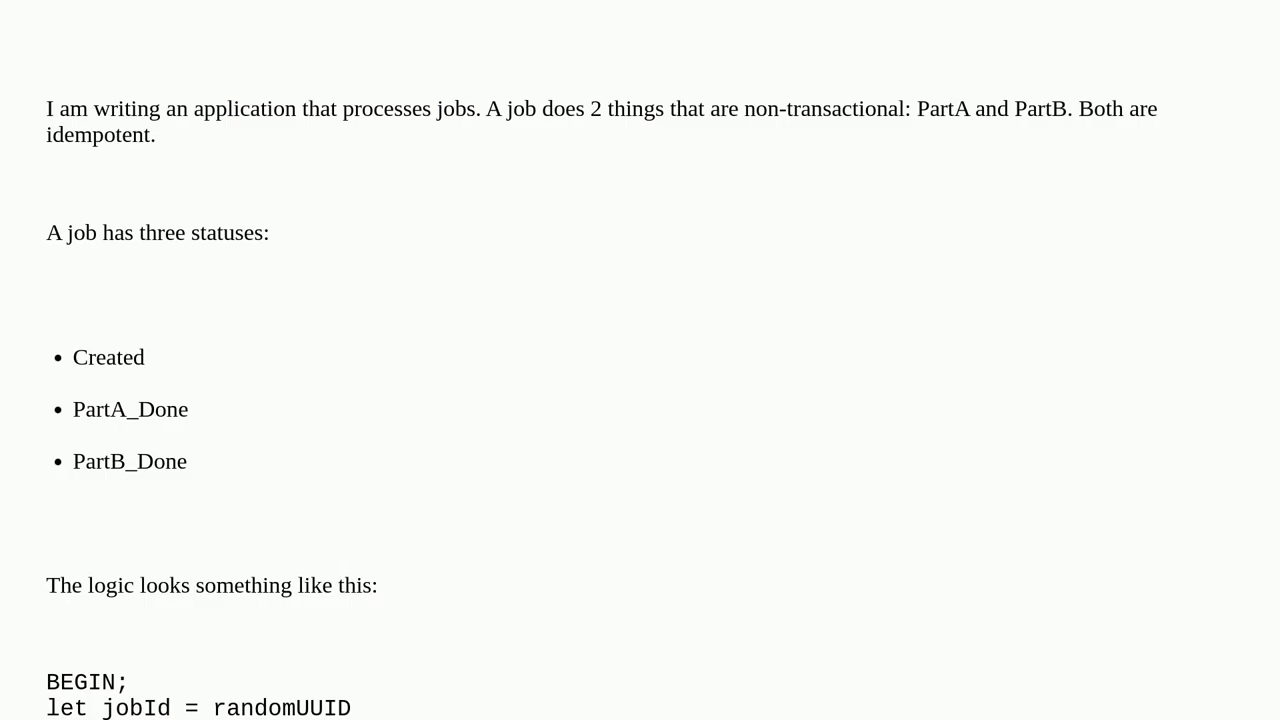 I am writing an application that processes jobs. A job does 2 things that are non-transactional: PartA and PartB. Both are
idempotent.
A job has three statuses:
• Created
• PartA_Done
• PartB_Done
The logic looks something like this:
BEGIN;
let jobId = randomUUID